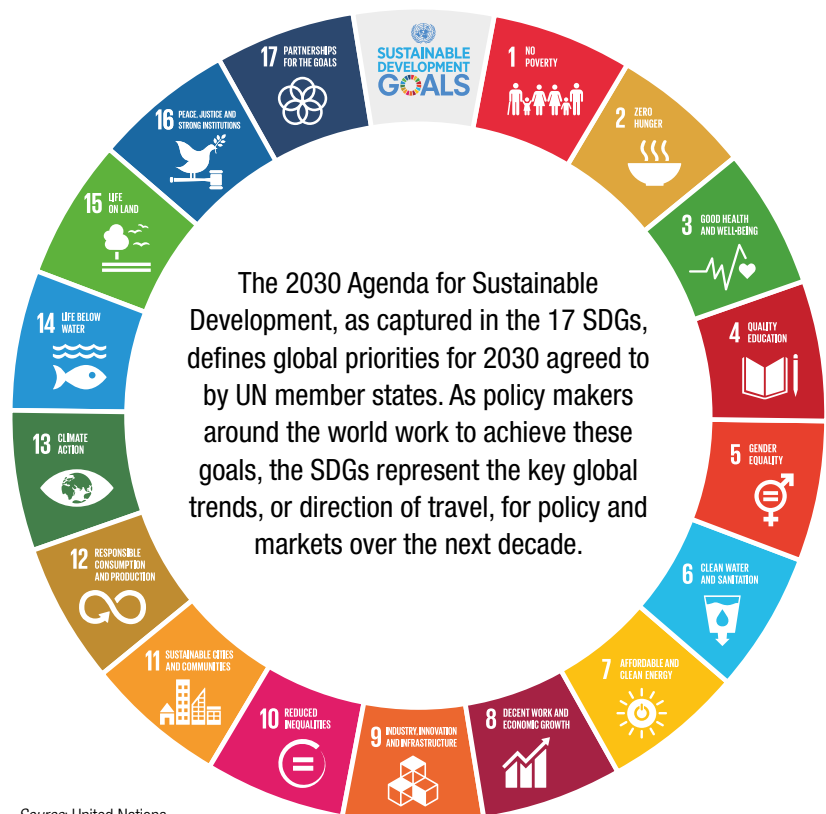 SUSTAINABLE
DEVELOPMENT
GOALS
1 NO
POVERTY
2 ZERO
HUNGER
3 GOOD HEALTH
AND WELL-BEING
4 QUALITY
EDUCATION
5 GENDER
EQUALITY
6 CLEAN WATER
AND SANITATION
7 AFFORDABLE AND
CLEAN ENERGY
8 DECENT WORK AND
ECONOMIC GROWTH
9 INDUSTRY, INNOVATION
AND INFRASTRUCTURE
10 REDUCED
INEQUALITIES
11 SUSTAINABLE CITIES
AND COMMUNITIES
12 RESPONSIBLE
CONSUMPTION
AND PRODUCTION
13 CLIMATE
ACTION
14 LIFE BELOW
WATER
15 LIFE
ON LAND
16 PEACE, JUSTICE AND
STRONG INSTITUTIONS
17 PARTNERSHIPS
FOR THE GOALS
The 2030 Agenda for Sustainable
Development, as captured in the 17 SDGs,
defines global priorities for 2030 agreed to
by UN member states. As policy makers
around the world work to achieve these
goals, the SDGs represent the key global
trends, or direction of travel, for policy and
markets over the next decade.
Source: United Nations